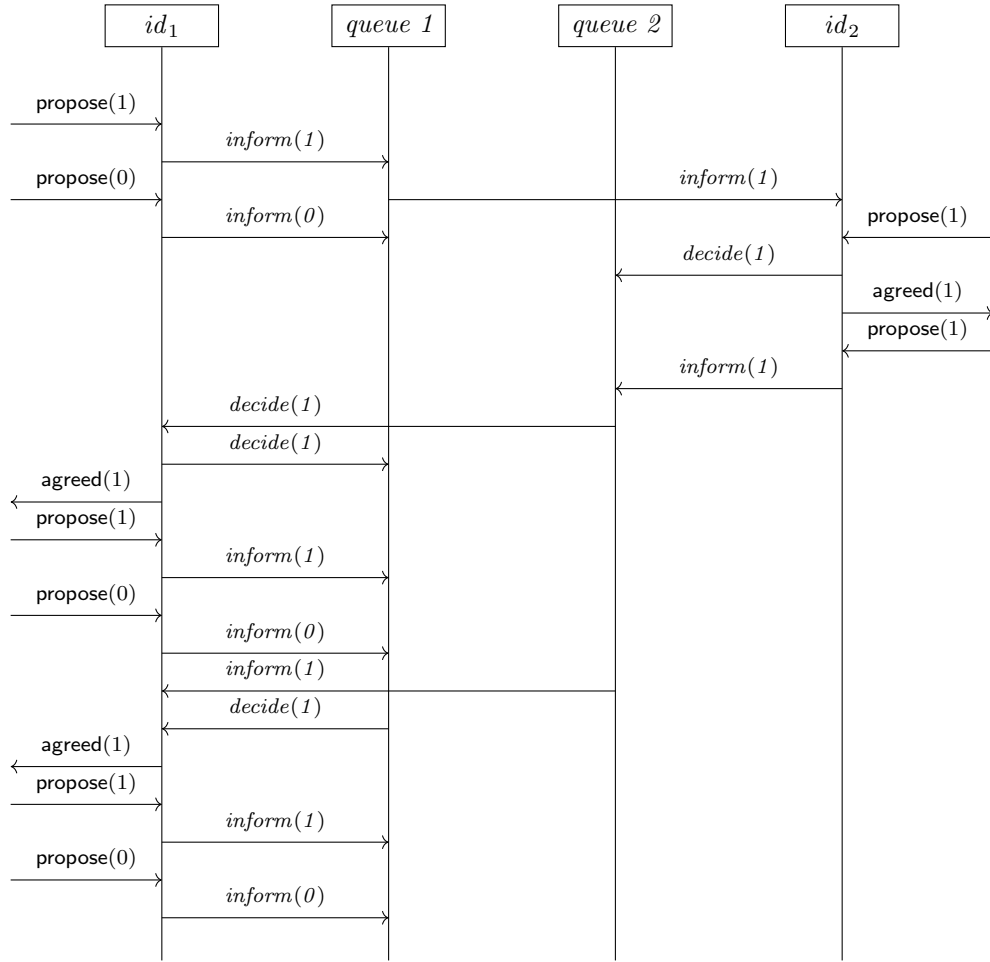 id₁ queue 1 queue 2 id₂
propose(1)
inform(1)
propose(0) inform(1)
inform(0) propose(1)
decide(1)
agreed(1)
propose(1)
inform(1)
decide(1)
decide(1)
agreed(1)
propose(1)
inform(1)
propose(0)
inform(0)
inform(1)
decide(1)
agreed(1)
propose(1)
inform(1)
propose(0)
inform(0)